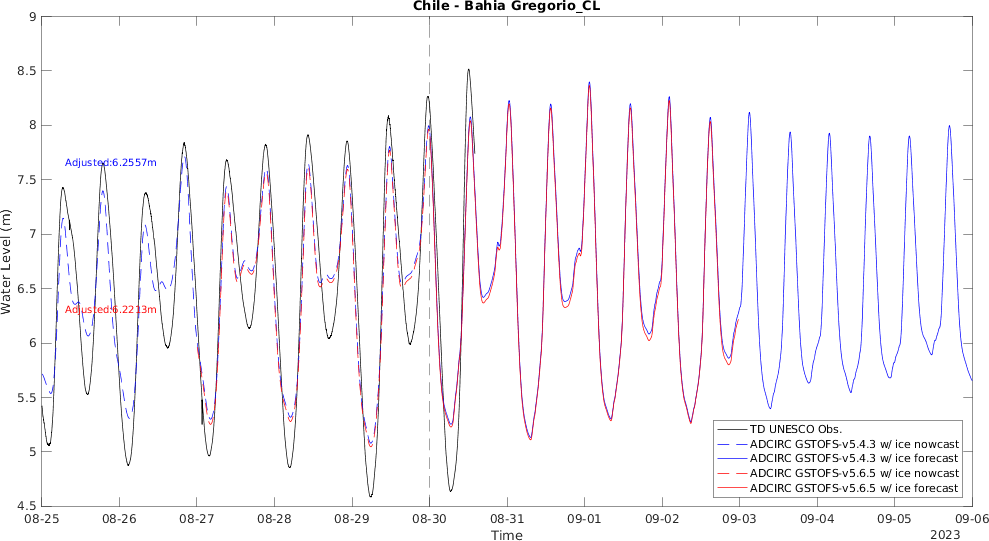 Chile - Bahia Gregorio_CL
9
8.5
8
7.5
7
6.5
6
5.5
5
4.5
Water Level (m)
Adjusted:6.2557m
Adjusted:6.2213m
TD UNESCO Obs.
ADCIRC GSTOFS-v5.4.3 w/ ice nowcast
ADCIRC GSTOFS-v5.4.3 w/ ice forecast
ADCIRC GSTOFS-v5.6.5 w/ ice nowcast
ADCIRC GSTOFS-v5.6.5 w/ ice forecast
08-25 08-26 08-27 08-28 08-29 08-30 08-31 09-01 09-02 09-03 09-04 09-05 09-06
Time
2023